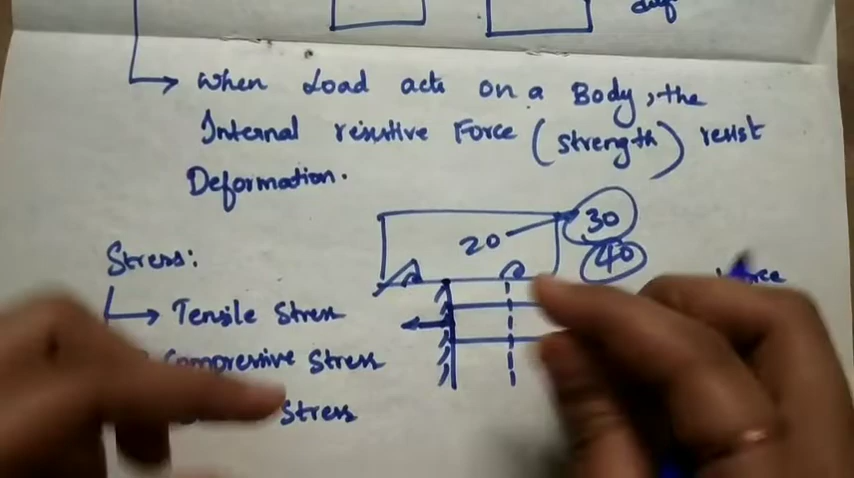 When Load acts on a Body, the
Internal resistive Force (strength) resist
Deformation.
20 30
40
Stress:
Tensile Stress
Compressive Stress
Stress